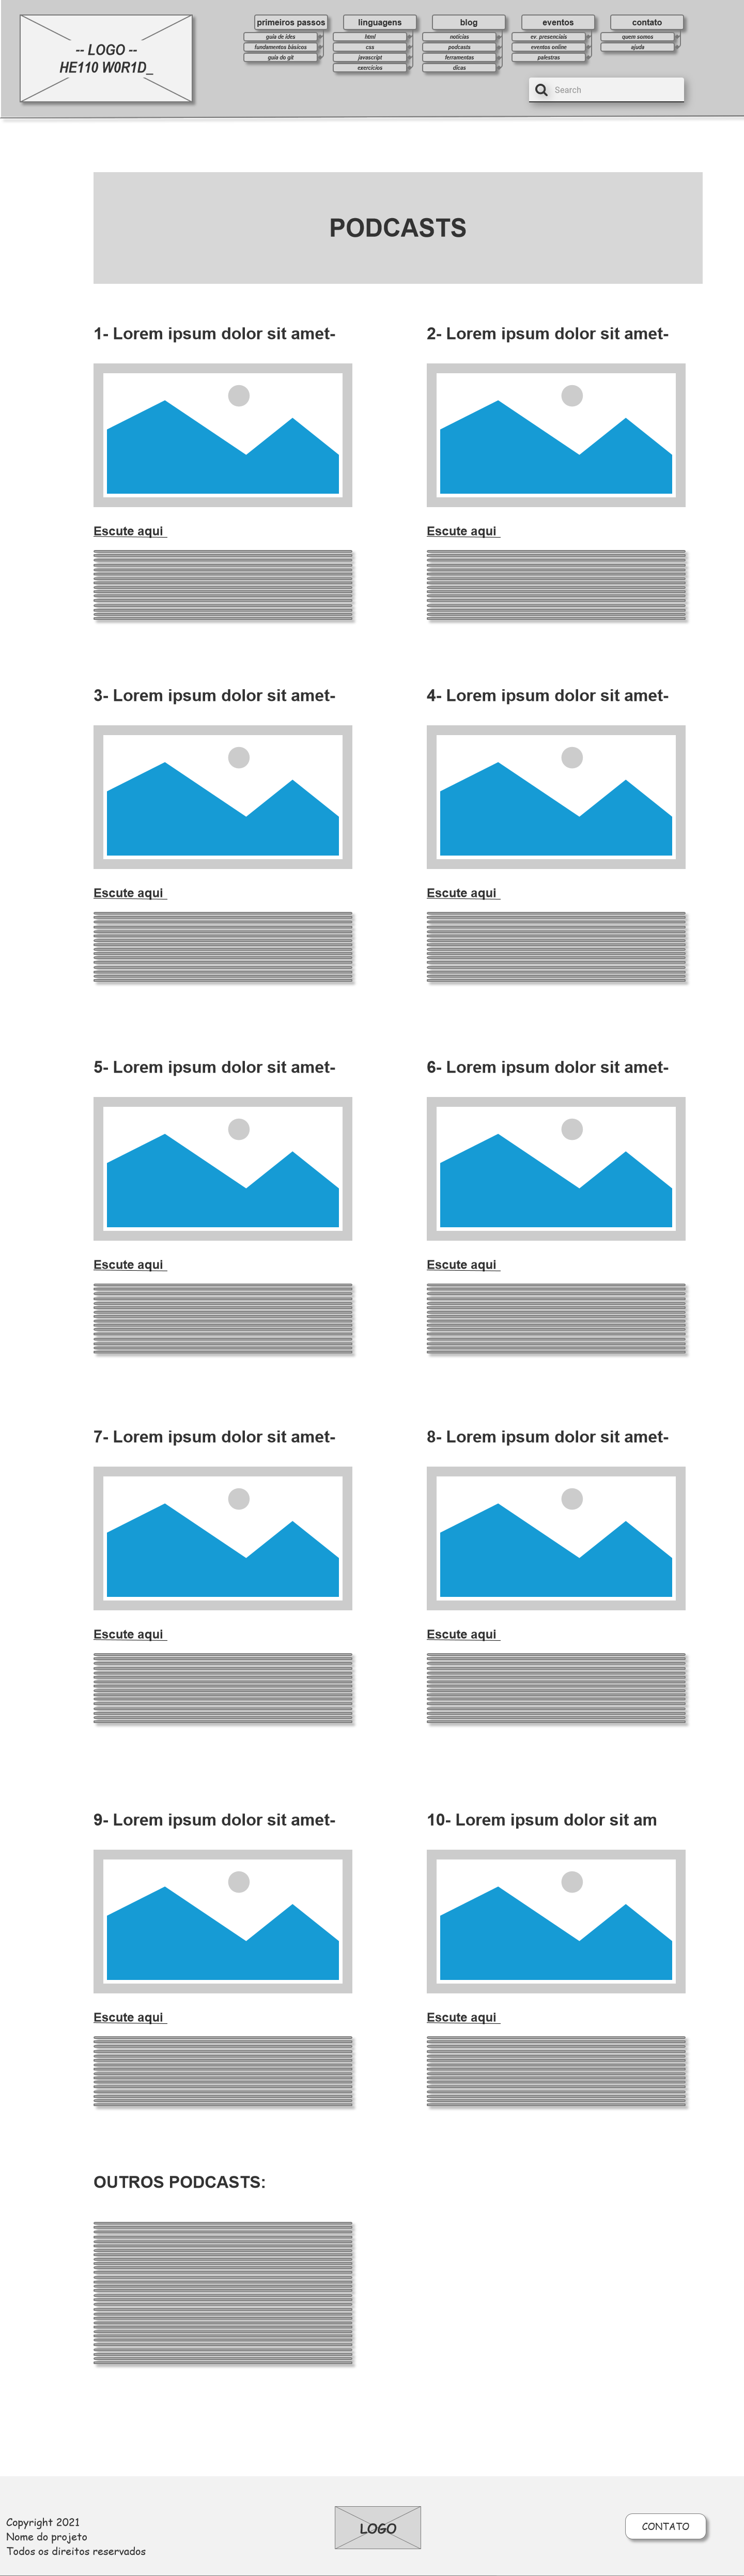 -- LOGO --
HE110 W0R1D_
primeiros passos
guia de ides
fundamentos básicos
guia do git
linguagens
html
css
javascript
exercícios
blog
notícias
podcasts
ferramentas
dicas
eventos
ev. presenciais
eventos online
palestras
contato
quem somos
ajuda
Search
PODCASTS
1- Lorem ipsum dolor sit amet-
2- Lorem ipsum dolor sit amet-
Escute aqui
Escute aqui
3- Lorem ipsum dolor sit amet-
4- Lorem ipsum dolor sit amet-
Escute aqui
Escute aqui
5- Lorem ipsum dolor sit amet-
6- Lorem ipsum dolor sit amet-
Escute aqui
Escute aqui
7- Lorem ipsum dolor sit amet-
8- Lorem ipsum dolor sit amet-
Escute aqui
Escute aqui
9- Lorem ipsum dolor sit amet-
10- Lorem ipsum dolor sit am
Escute aqui
Escute aqui
OUTROS PODCASTS:
Copyright 2021
Nome do projeto
Todos os direitos reservados
LOGO
CONTATO